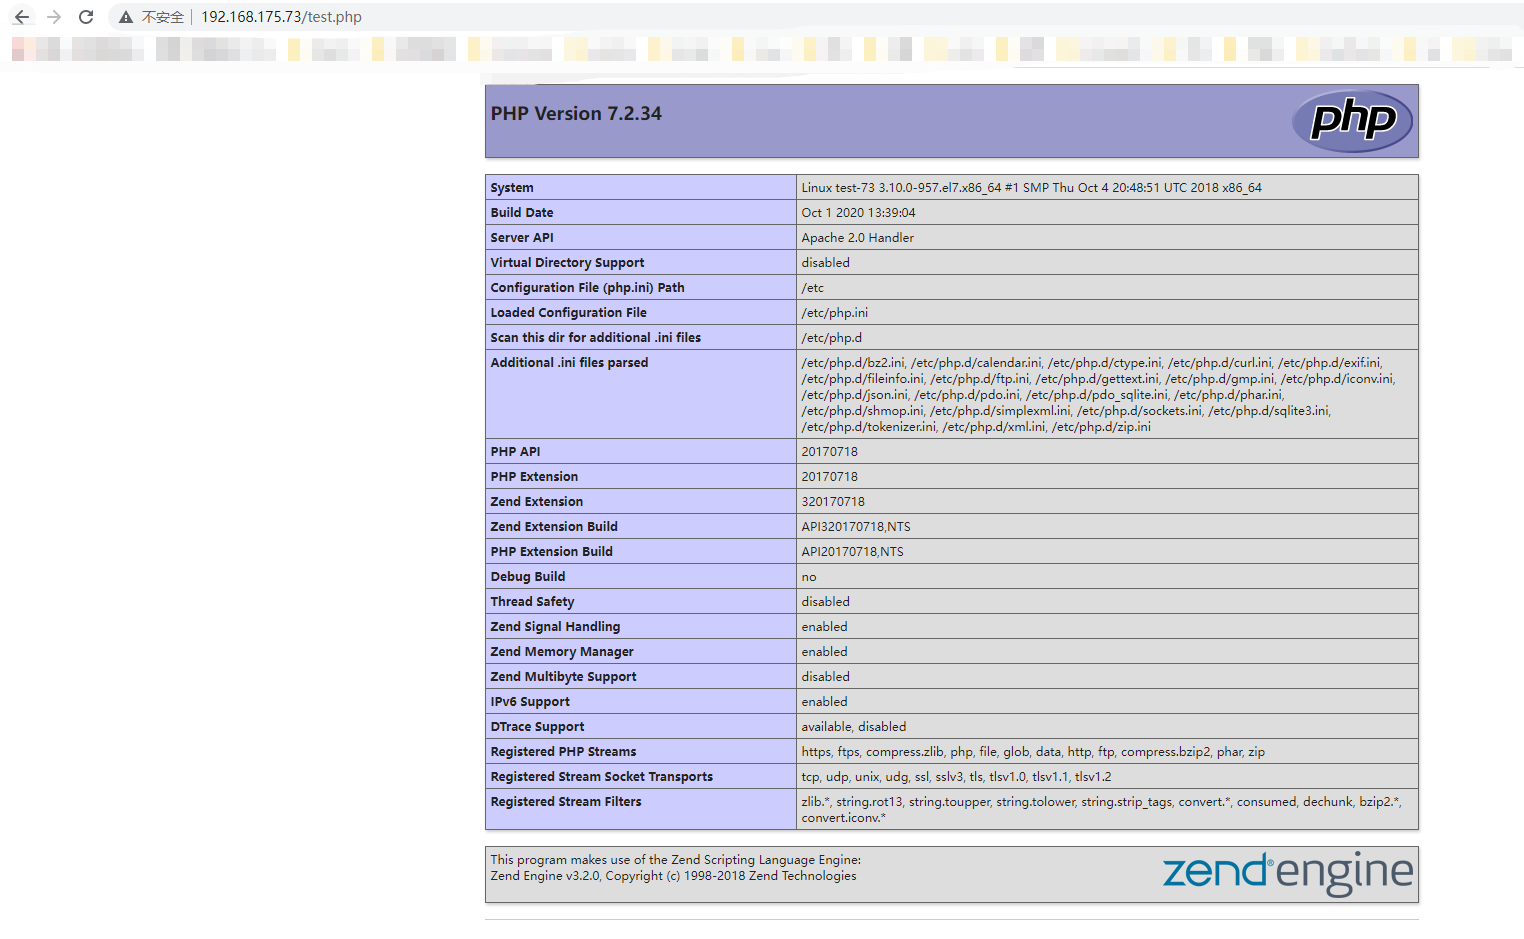 不安全 192.168.175.73/test.php
PHP Version 7.2.34
php
System Linux test-73 3.10.0-957.el7.x86_64 #1 SMP Thu Oct 4 20:48:51 UTC 2018 x86_64
Build Date Oct 1 2020 13:39:04
Server API Apache 2.0 Handler
Virtual Directory Support disabled
Configuration File (php.ini) Path /etc
Loaded Configuration File /etc/php.ini
Scan this dir for additional .ini files /etc/php.d
Additional .ini files parsed /etc/php.d/bz2.ini, /etc/php.d/calendar.ini, /etc/php.d/ctype.ini, /etc/php.d/curl.ini, /etc/php.d/exif.ini,
/etc/php.d/fileinfo.ini, /etc/php.d/ftp.ini, /etc/php.d/gettext.ini, /etc/php.d/gmp.ini, /etc/php.d/iconv.ini,
/etc/php.d/json.ini, /etc/php.d/pdo.ini, /etc/php.d/pdo_sqlite.ini, /etc/php.d/phar.ini,
/etc/php.d/shmop.ini, /etc/php.d/simplexml.ini, /etc/php.d/sockets.ini, /etc/php.d/sqlite3.ini,
/etc/php.d/tokenizer.ini, /etc/php.d/xml.ini, /etc/php.d/zip.ini
PHP API 20170718
PHP Extension 20170718
Zend Extension 320170718
Zend Extension Build API320170718,NTS
PHP Extension Build API20170718,NTS
Debug Build no
Thread Safety disabled
Zend Signal Handling enabled
Zend Memory Manager enabled
Zend Multibyte Support disabled
IPv6 Support enabled
DTrace Support available, disabled
Registered PHP Streams https, ftps, compress.zlib, php, file, glob, data, http, ftp, compress.bzip2, phar, zip
Registered Stream Socket Transports tcp, udp, unix, udg, ssl, sslv3, tls, tlsv1.0, tlsv1.1, tlsv1.2
Registered Stream Filters zlib.*, string.rot13, string.toupper, string.tolower, string.strip_tags, convert.*, consumed, dechunk, bzip2.*,
convert.iconv.*
This program makes use of the Zend Scripting Language Engine:
Zend Engine v3.2.0, Copyright (c) 1998-2018 Zend Technologies
zend® engine